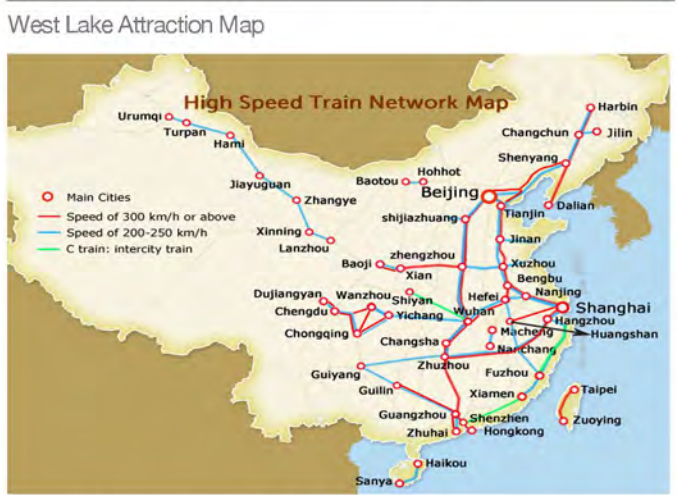 West Lake Attraction Map
High Speed Train Network Map
Urumqi
Turpan
Hami
Harbin
Changchun
Jilin
Shenyang
Jiayuguan
Baotou
Hohhot
Beijing
Zhangye
Main Cities
Speed of 300 km/h or above
Speed of 200-250 km/h
C train: intercity train
Tianjin
Dalian
shijiazhuang
Xinning
Lanzhou
Jinan
zhengzhou
Baoji
Xian
Xuzhou
Bengbu
Dujiangyan
Wanzhou
Shiyan
Hefei
Nanjing
Shanghai
Chengdu
Yichang
Wuhan
Hangzhou
Chongqing
Macheng
Huangshan
Changsha
Nanchang
Zhuzhou
Guiyang
Fuzhou
Guilin
Xiamen
Taipei
Guangzhou
Shenzhen
Zuoying
Zhuhai
Hongkong
Haikou
Sanya